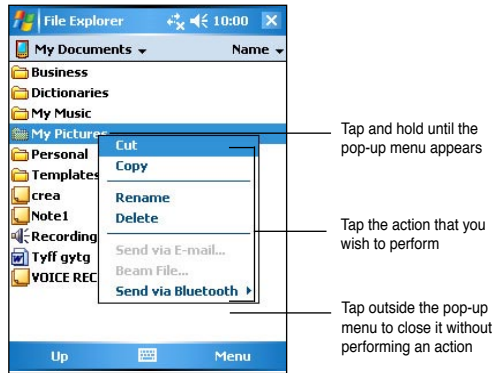 File Explorer 10:00
My Documents Name
Business
Dictionaries
My Music
My Pictures
Personal
Templates
crea
Note1
Recording
Tyff gytg
VOICE REC
Cut
Copy
Rename
Delete
Send via E-mail...
Beam File...
Send via Bluetooth
Up Menu
Tap and hold until the
pop-up menu appears
Tap the action that you
wish to perform
Tap outside the pop-up
menu to close it without
performing an action